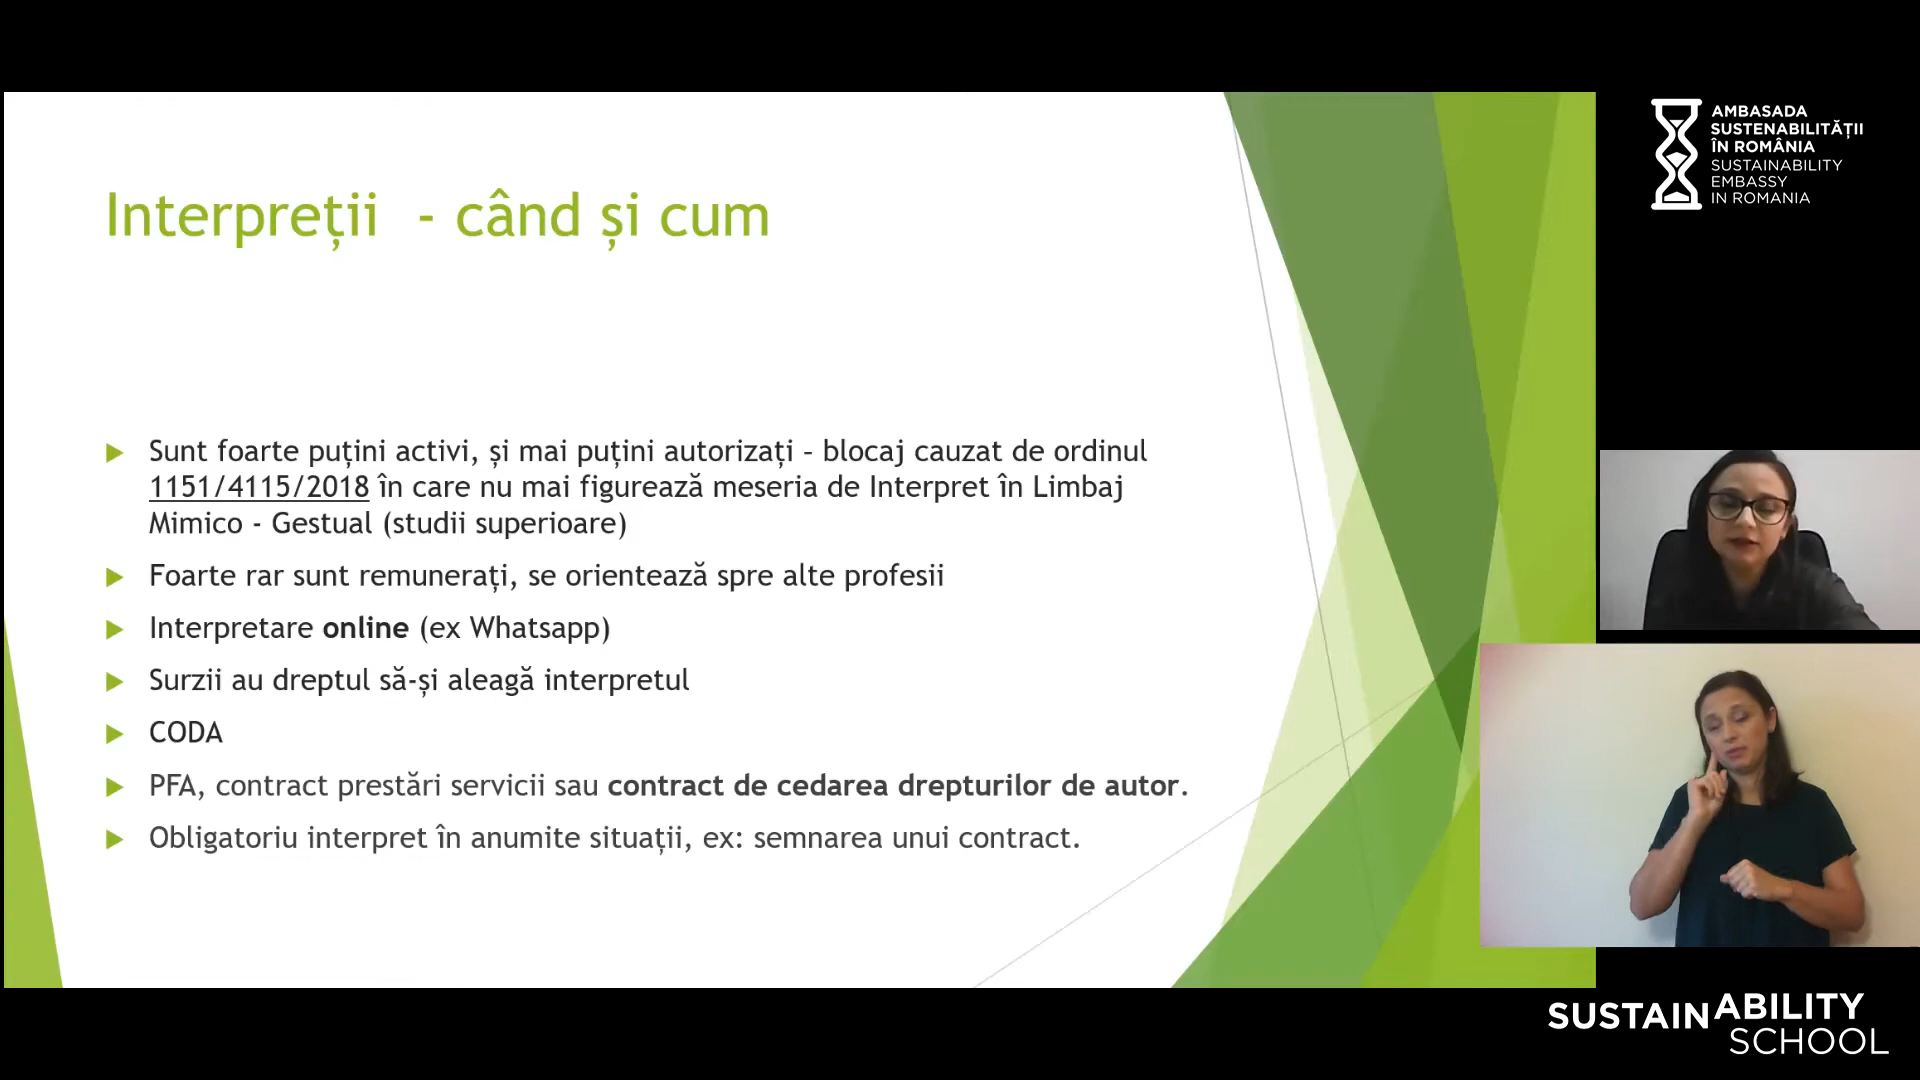 Interpreții - când și cum
Sunt foarte puțini activi, și mai puțini autorizați – blocaj cauzat de ordinul
1151/4115/2018 în care nu mai figurează meseria de Interpret în Limbaj
Mimico - Gestual (studii superioare)
Foarte rar sunt remunerați, se orientează spre alte profesii
Interpretare online (ex Whatsapp)
Surzii au dreptul să-și aleagă interpretul
CODA
PFA, contract prestări servicii sau contract de cedarea drepturilor de autor.
Obligatoriu interpret în anumite situații, ex: semnarea unui contract.
AMBASADA
SUSTENABILITĂȚII
ÎN ROMÂNIA
SUSTAINABILITY
EMBASSY
IN ROMANIA
SUSTAINABILITY
SCHOOL